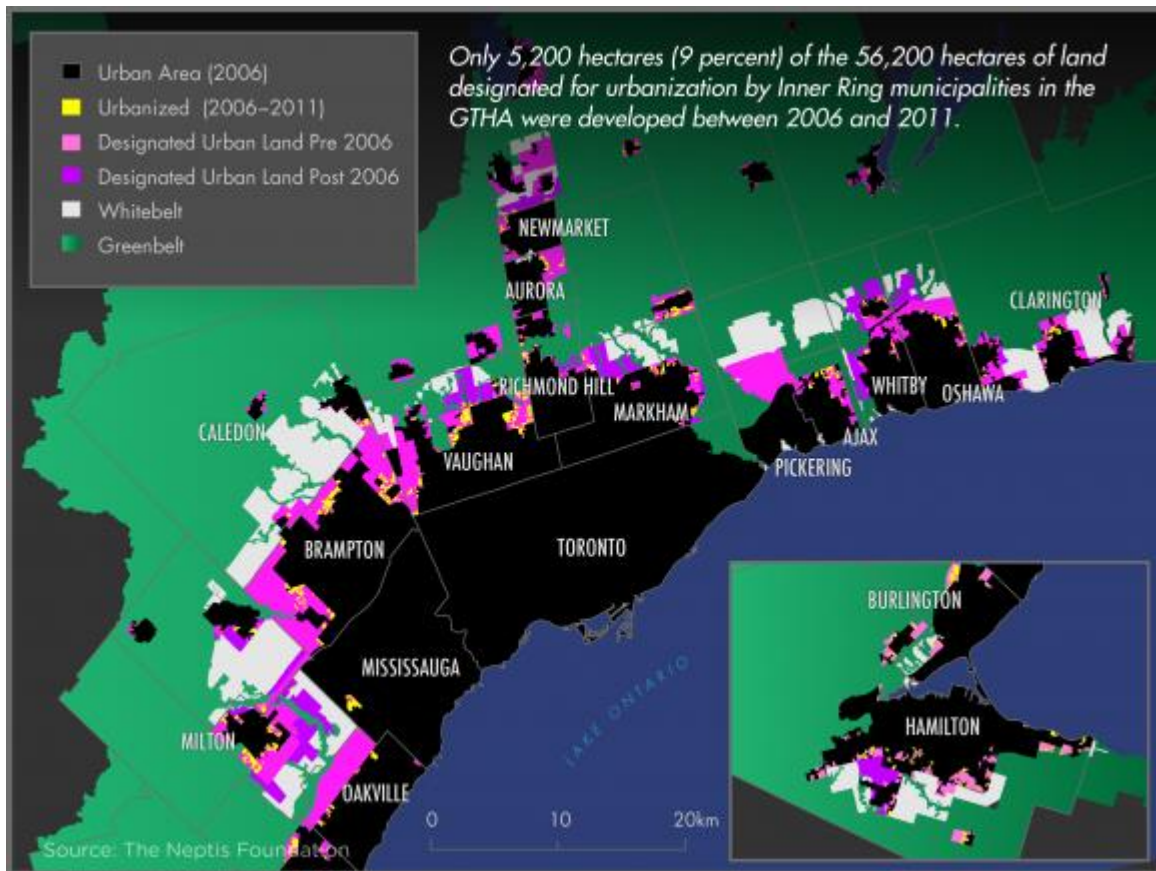 Only 5,200 hectares (9 percent) of the 56,200 hectares of land
designated for urbanization by Inner Ring municipalities in the
GTHA were developed between 2006 and 2011.
Urban Area (2006)
Urbanized (2006–2011)
Designated Urban Land Pre 2006
Designated Urban Land Post 2006
Whitebelt
Greenbelt
NEWMARKET
AURORA
CLARINGTON
RICHMOND HILL
WHITBY
OSHAWA
MARKHAM
CALEDON
AJAX
VAUGHAN
PICKERING
BRAMPTON
TORONTO
BURLINGTON
MISSISSAUGA
LAKE ONTARIO
HAMILTON
MILTON
OAKVILLE
0 10 20km
Source: The Neptis Foundation